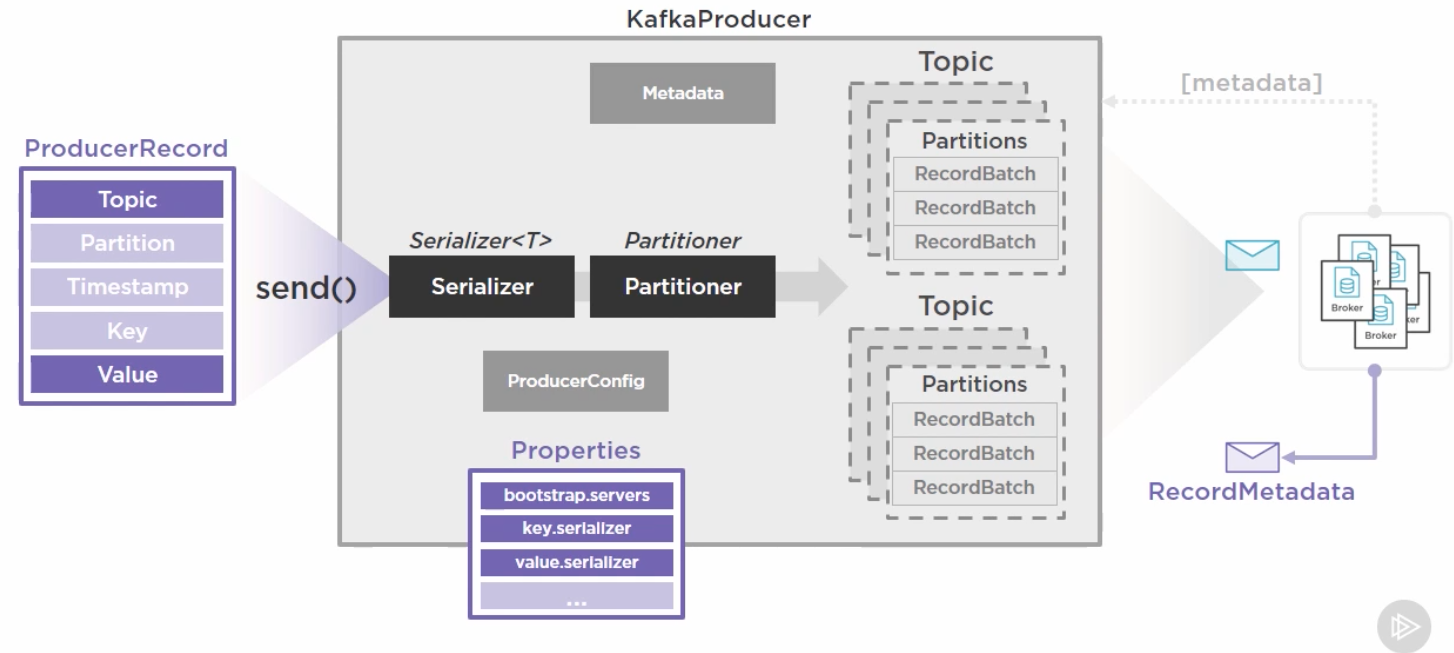 KafkaProducer
ProducerRecord
Topic
Partition
Timestamp
Key
Value
send()
Metadata
Serializer<T>
Serializer
Partitioner
Partitioner
ProducerConfig
Properties
bootstrap.servers
key.serializer
value.serializer
...
Topic
Partitions
RecordBatch
RecordBatch
RecordBatch
Topic
Partitions
RecordBatch
RecordBatch
RecordBatch
[metadata]
Broker
Broker
RecordMetadata